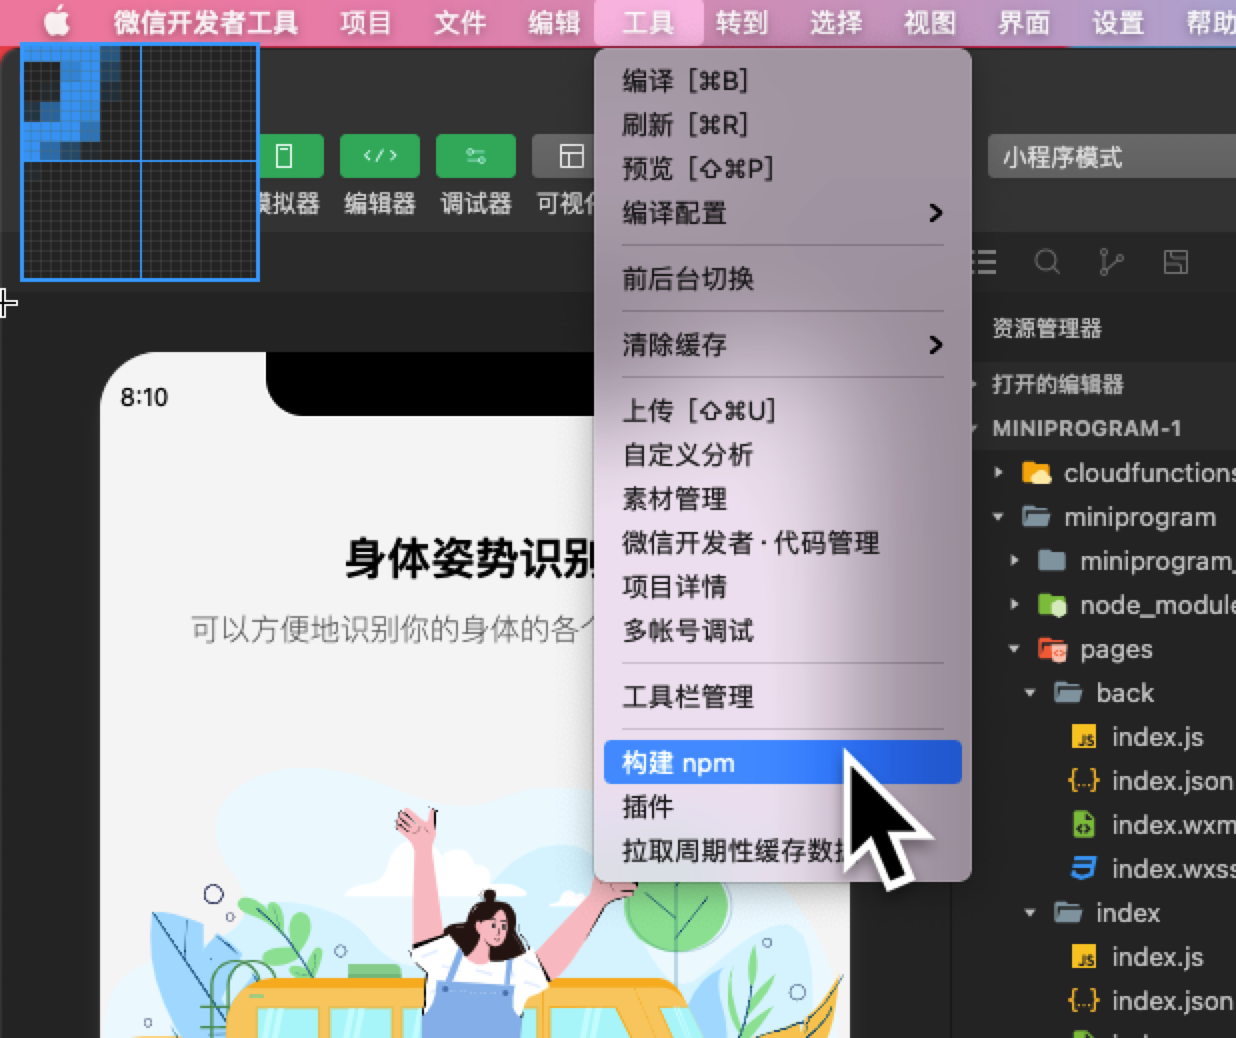 微信开发者工具 项目 文件 编辑 工具 转到 选择 视图 界面 设置 帮助
模拟器 编辑器 调试器 可视化
小程序模式
编译 [⌘B]
刷新 [⌘R]
预览 [⇧⌘P]
编译配置
前后台切换
清除缓存
上传 [⇧⌘U]
自定义分析
素材管理
微信开发者·代码管理
项目详情
多帐号调试
工具栏管理
构建 npm
插件
拉取周期性缓存数据
8:10
身体姿势识别
可以方便地识别你的身体的各个
资源管理器
打开的编辑器
MINIPROGRAM-1
cloudfunctions
miniprogram
miniprogram_
node_module
pages
back
index.js
index.json
index.wxm
index.wxss
index
index.js
index.json